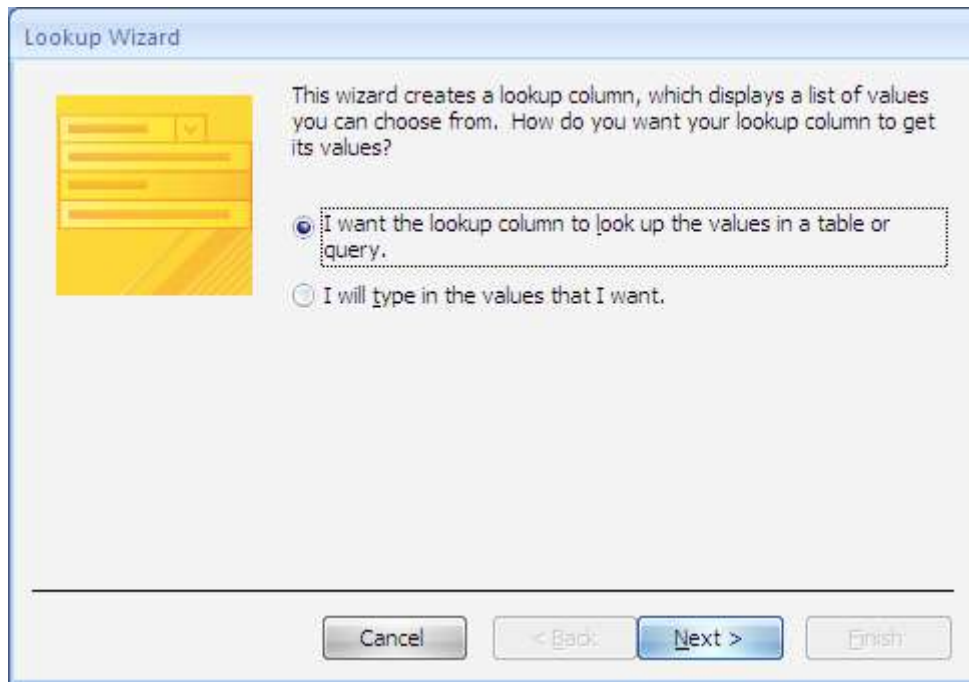 Lookup Wizard
This wizard creates a lookup column, which displays a list of values
you can choose from. How do you want your lookup column to get
its values?
I want the lookup column to look up the values in a table or
query.
I will type in the values that I want.
Cancel
< Back
Next >
Finish